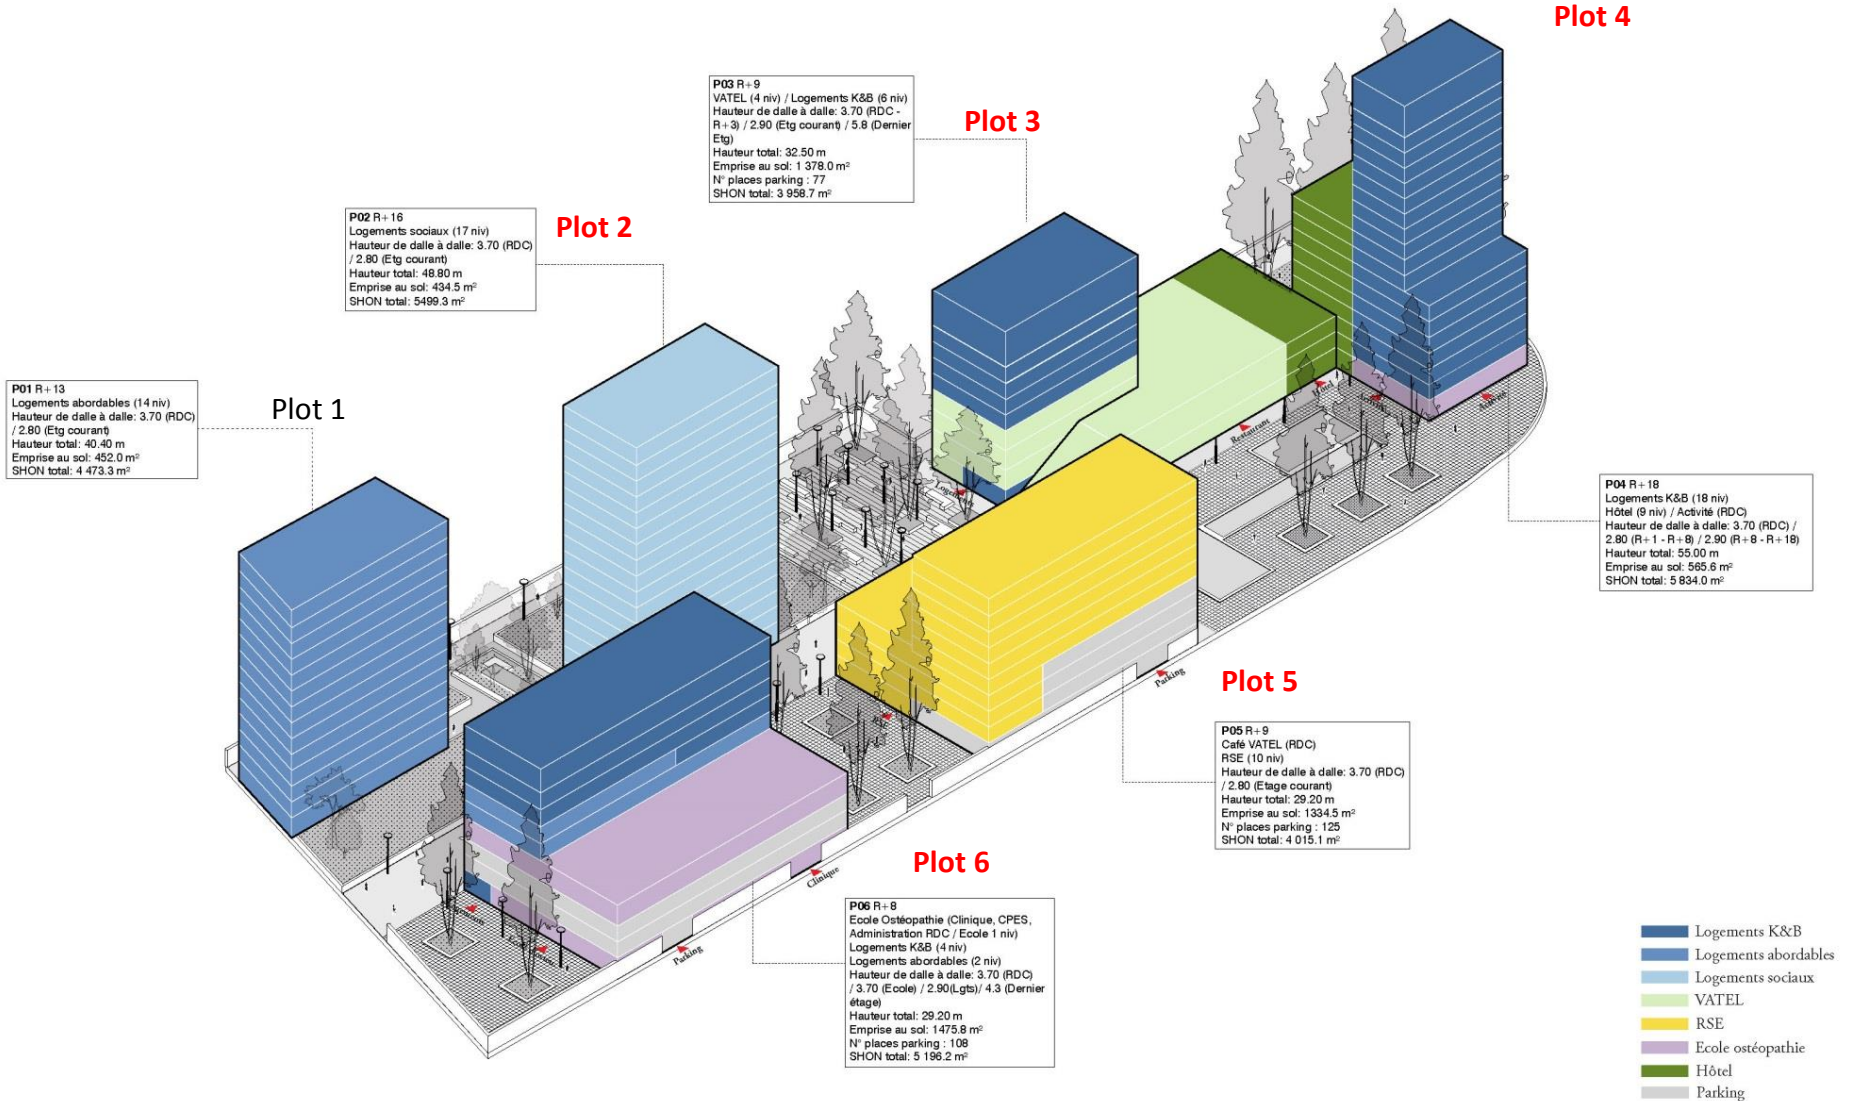 Plot 4
P03 R+9
VATEL (4 niv) / Logements K&B (6 niv)
Hauteur de dalle à dalle: 3.70 (RDC -
R+3) / 2.90 (Etg courant) / 5.8 (Dernier
Etg)
Hauteur total: 32.50 m
Emprise au sol: 1 378.0 m²
N° places parking : 77
SHON total: 3 958.7 m²
Plot 3
P02 R+16
Logements sociaux (17 niv)
Hauteur de dalle à dalle: 3.70 (RDC)
/ 2.80 (Etg courant)
Hauteur total: 48.80 m
Emprise au sol: 434.5 m²
SHON total: 5499.3 m²
Plot 2
P01 R+13
Logements abordables (14 niv)
Hauteur de dalle à dalle: 3.70 (RDC)
/ 2.80 (Etg courant)
Hauteur total: 40.40 m
Emprise au sol: 452.0 m²
SHON total: 4 473.3 m²
Plot 1
Hôtel
Activité
Restaurant
Logements
P04 R+18
Logements K&B (18 niv)
Hôtel (9 niv) / Activité (RDC)
Hauteur de dalle à dalle: 3.70 (RDC) /
2.80 (R+1 - R+8) / 2.90 (R+8 - R+18)
Hauteur total: 55.00 m
Emprise au sol: 565.6 m²
SHON total: 5 834.0 m²
Parking
RSE
Plot 5
P05 R+9
Café VATEL (RDC)
RSE (10 niv)
Hauteur de dalle à dalle: 3.70 (RDC)
/ 2.80 (Etage courant)
Hauteur total: 29.20 m
Emprise au sol: 1334.5 m²
N° places parking : 125
SHON total: 4 015.1 m²
Clinique
Parking
Plot 6
P06 R+8
Ecole Ostéopathie (Clinique, CPES,
Administration RDC / Ecole 1 niv)
Logements K&B (4 niv)
Logements abordables (2 niv)
Hauteur de dalle à dalle: 3.70 (RDC)
/ 3.70 (Ecole) / 2.90(Lgts)/ 4.3 (Dernier
étage)
Hauteur total: 29.20 m
Emprise au sol: 1475.8 m²
N° places parking : 108
SHON total: 5 196.2 m²
Logements K&B
Logements abordables
Logements sociaux
VATEL
RSE
Ecole ostéopathie
Hôtel
Parking